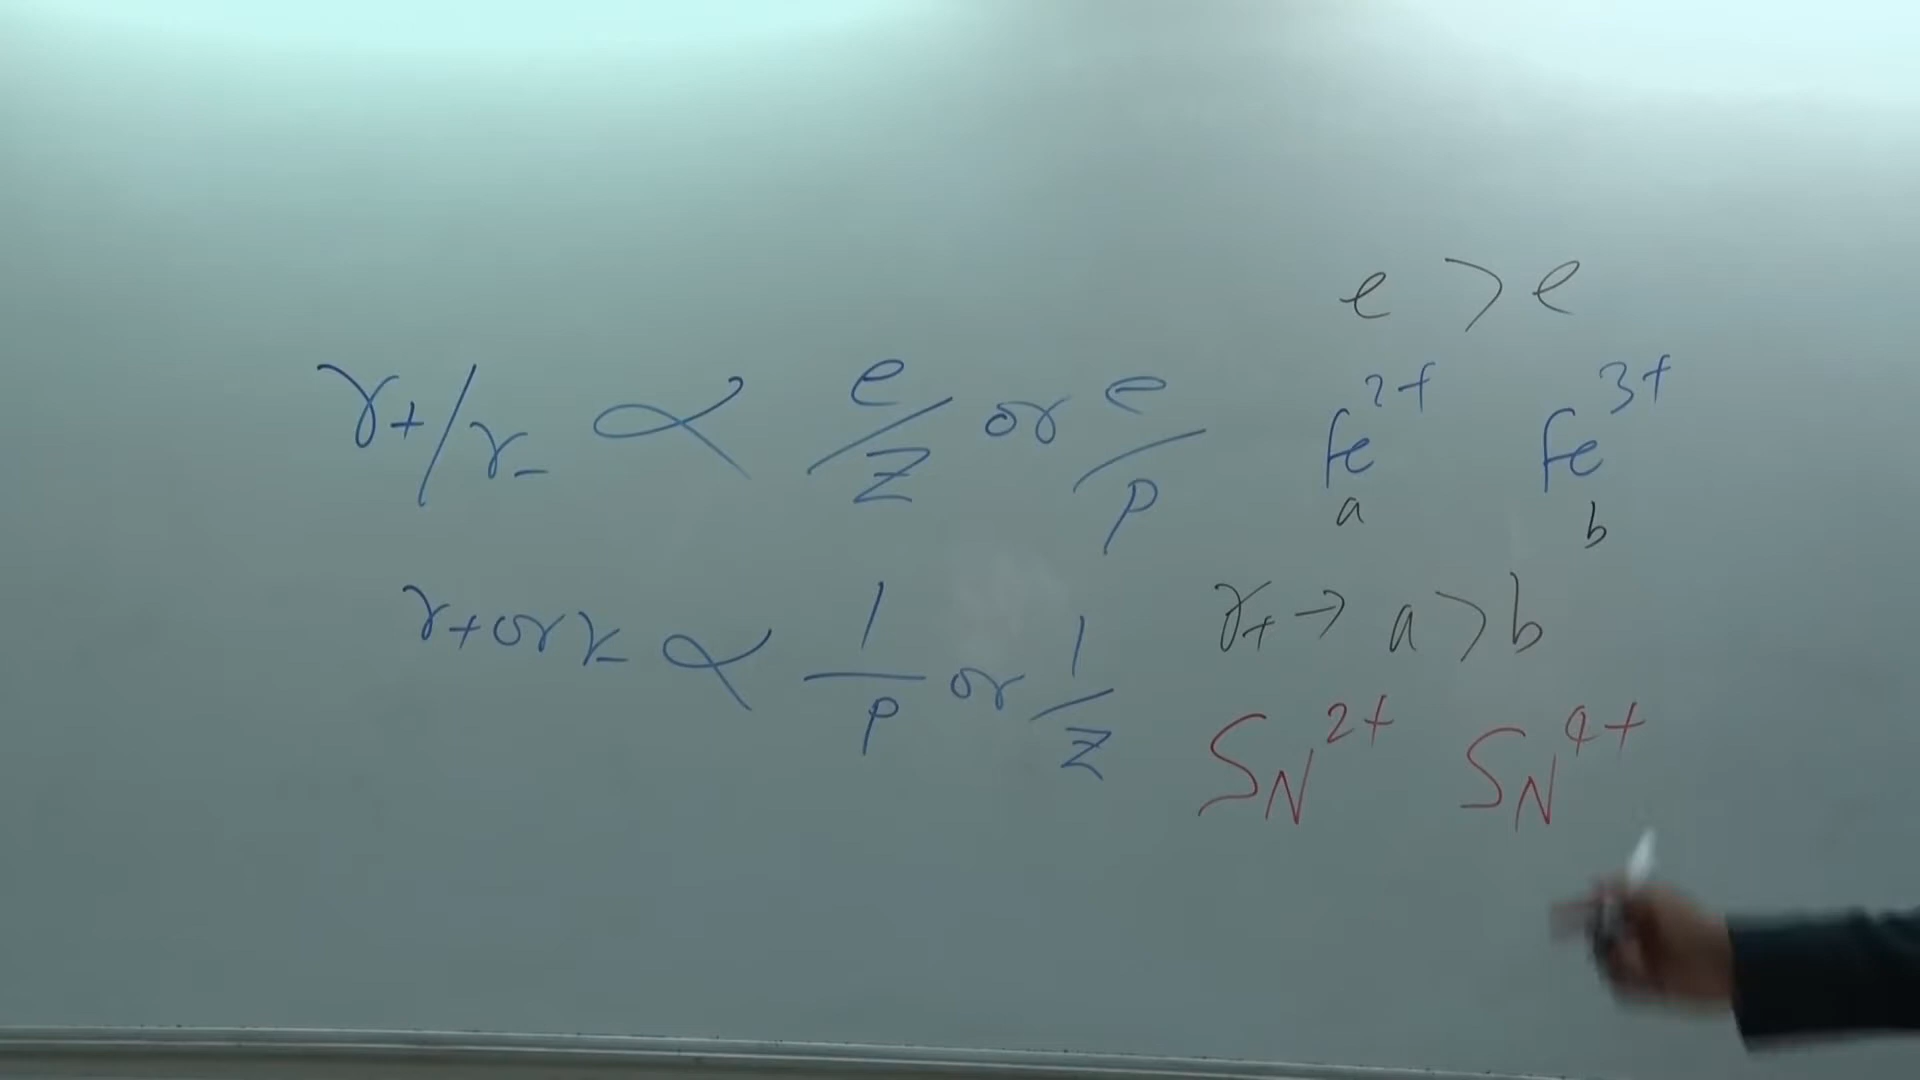 e > e
r+/r- ∝ e/Z or e/p Fe²⁺ Fe³⁺
a b
r+ or r- ∝ 1/p or 1/Z r+ → a > b
SN²⁺ SN⁴⁺